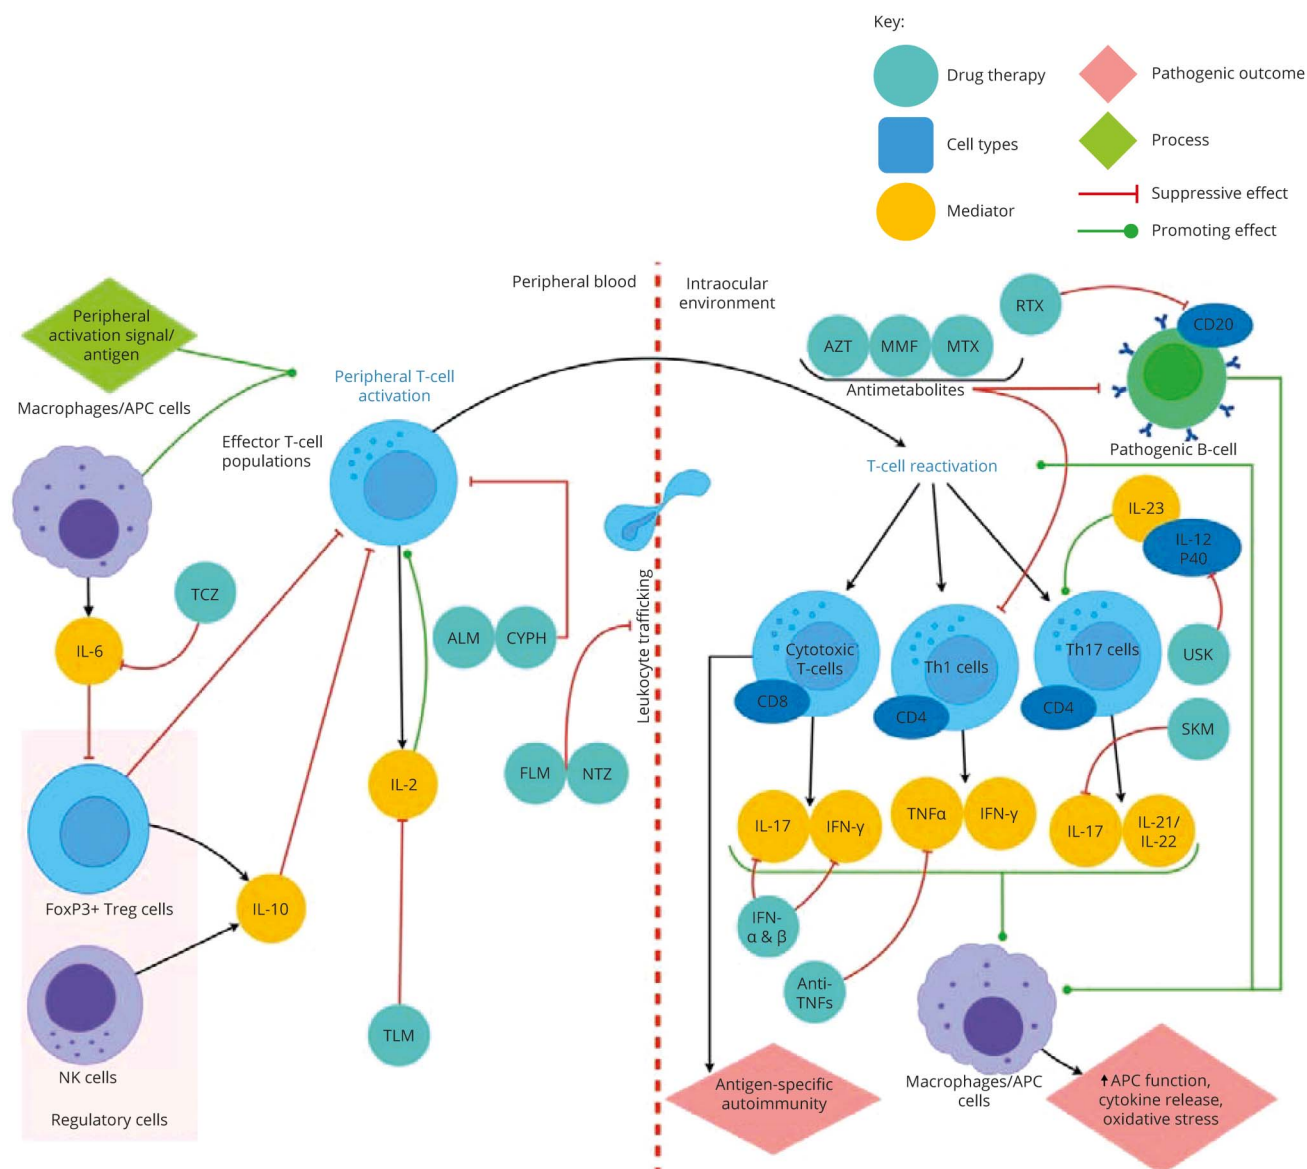 Key:
Drug therapy
Cell types
Mediator
Pathogenic outcome
Process
Suppressive effect
Promoting effect
Peripheral blood
Intraocular
environment
Peripheral
activation signal/
antigen
Macrophages/APC cells
Effector T-cell
populations
Peripheral T-cell
activation
TCZ
IL-6
FoxP3+ Treg cells
IL-10
NK cells
Regulatory cells
IL-2
TLM
ALM
CYPH
FLM
NTZ
Leukocyte trafficking
AZT
MMF
MTX
Antimetabolites
RTX
CD20
Pathogenic B-cell
T-cell reactivation
IL-23
IL-12
P40
USK
SKM
Cytotoxic
T-cells
CD8
Th1 cells
CD4
Th17 cells
CD4
IL-17
IFN-γ
TNFα
IFN-γ
IL-17
IL-21/
IL-22
IFN-
α & β
Anti-
TNFs
Antigen-specific
autoimmunity
Macrophages/APC
cells
↑APC function,
cytokine release,
oxidative stress